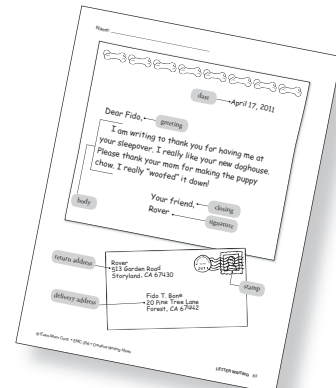 Name
date
April 17, 2011
Dear Fido,
greeting
I am writing to thank you for having me at
your sleepover. I really like your new doghouse.
Please thank your mom for making the puppy
chow. I really "woofed" it down!
body
Your friend,
closing
Rover
signature
return address
Rover
513 Garden Road
Storyland, CA 67430
2011
stamp
delivery address
Fido T. Bone
20 Pine Tree Lane
Forest, CA 67442
LETTER WRITING